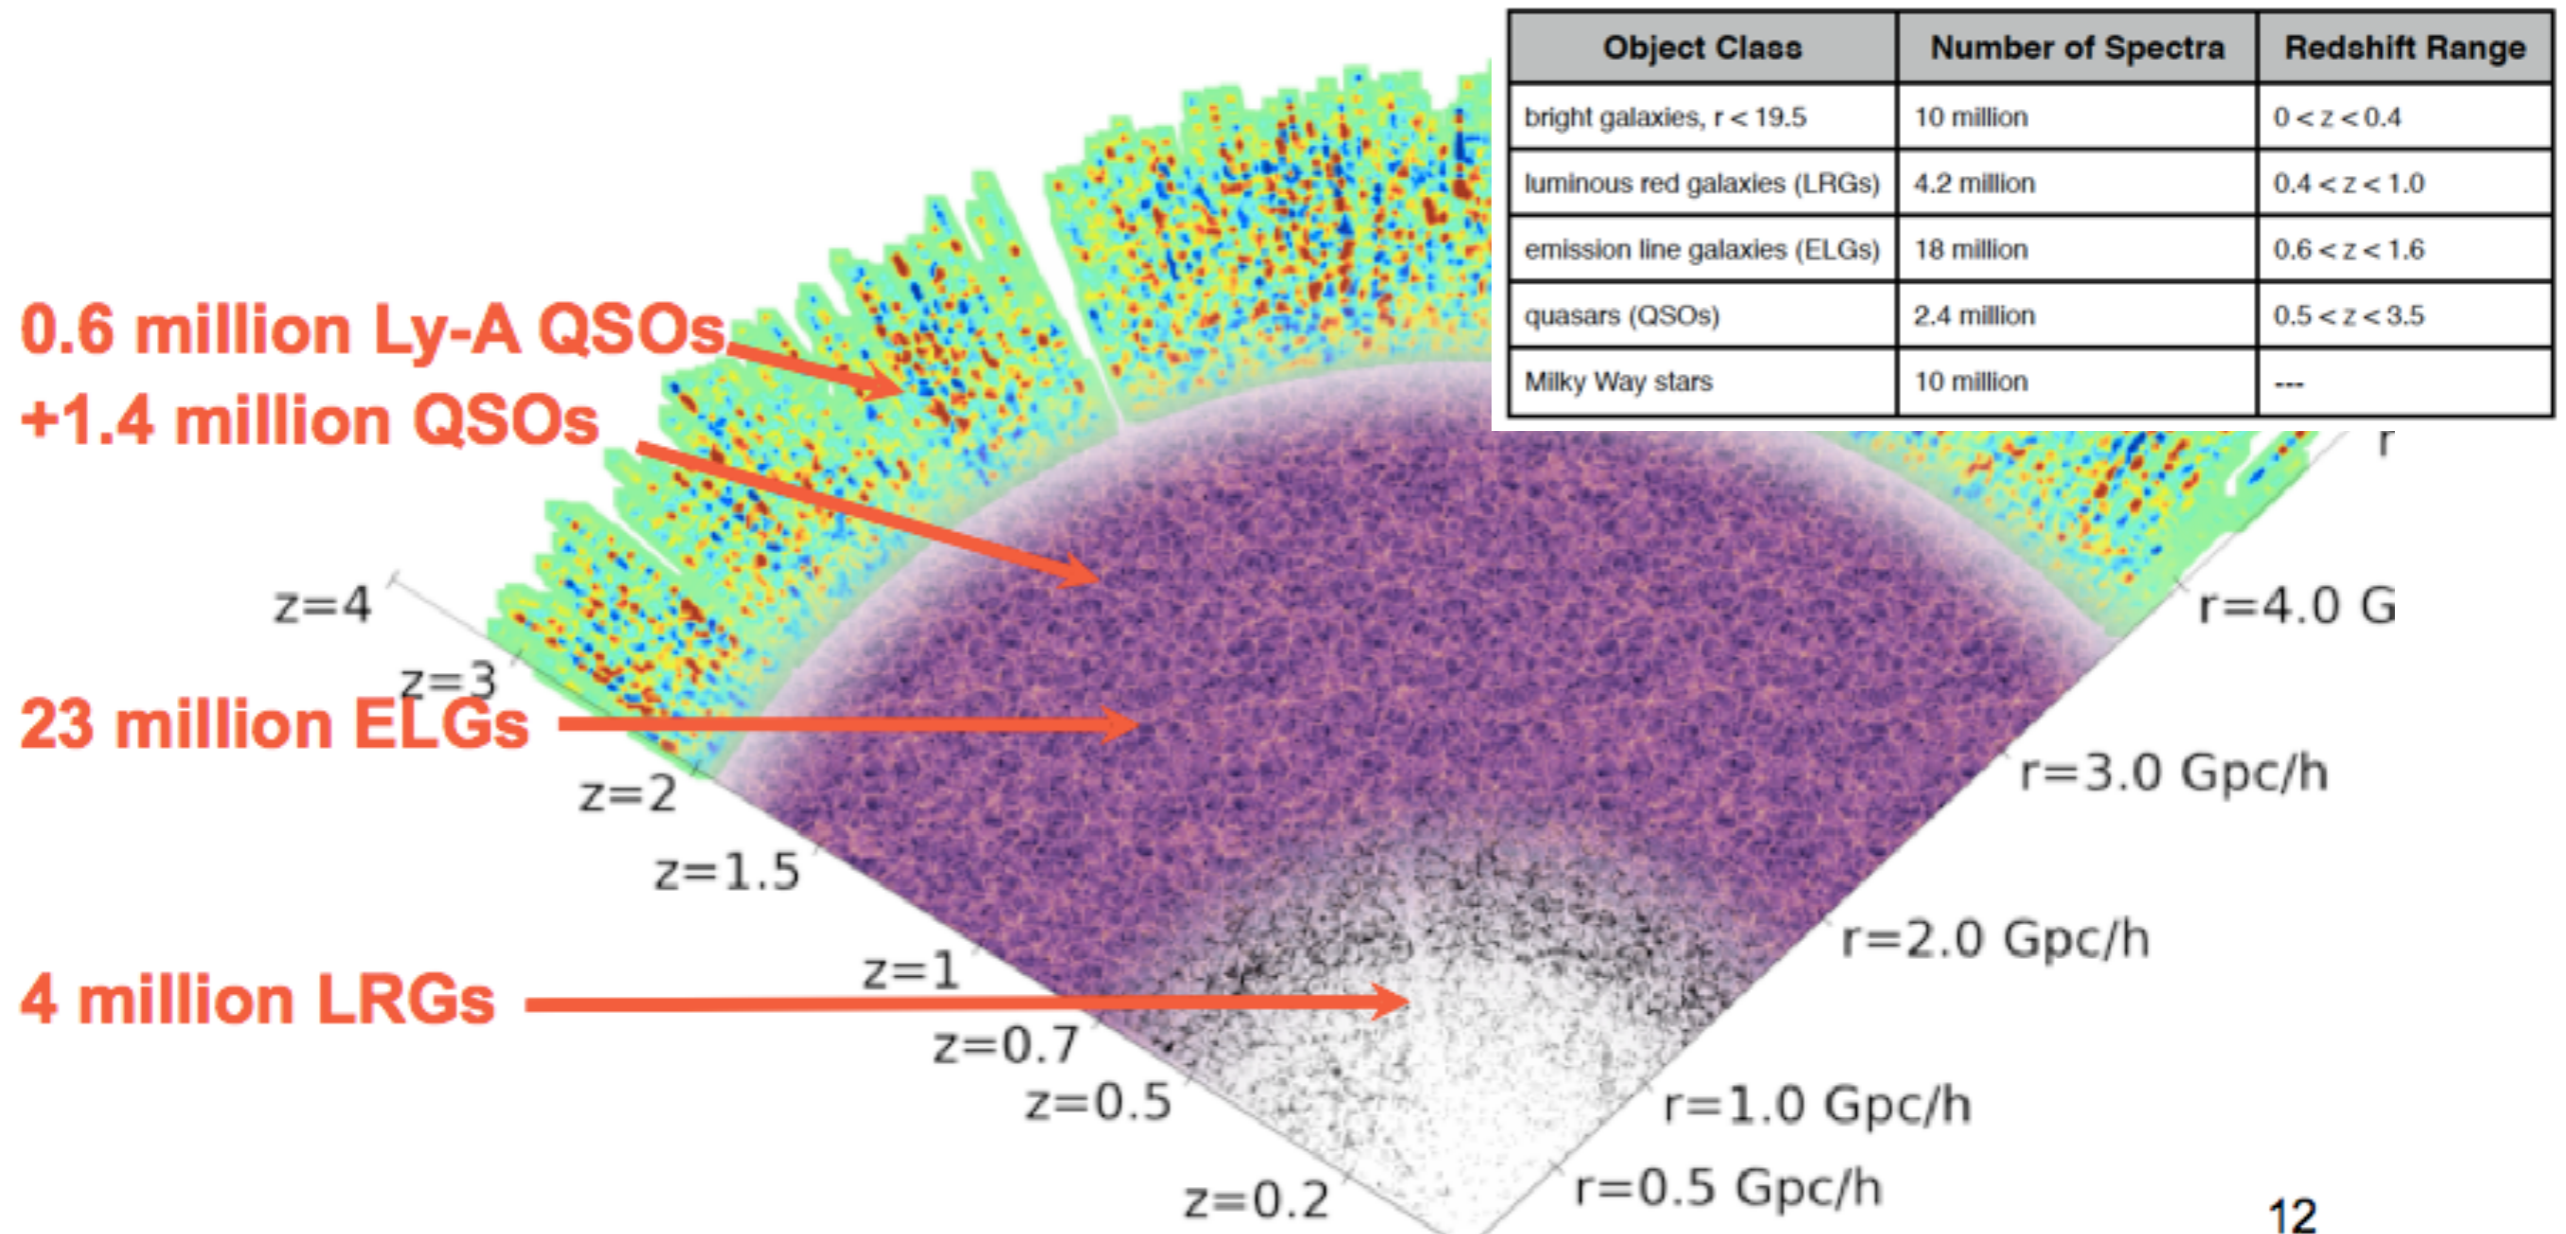 Object Class Number of Spectra Redshift Range
bright galaxies, r < 19.5 10 million 0 < z < 0.4
luminous red galaxies (LRGs) 4.2 million 0.4 < z < 1.0
emission line galaxies (ELGs) 18 million 0.6 < z < 1.6
quasars (QSOs) 2.4 million 0.5 < z < 3.5
Milky Way stars 10 million ---
0.6 million Ly-A QSOs
+1.4 million QSOs
23 million ELGs
4 million LRGs
z=4
z=3
z=2
z=1.5
z=1
z=0.7
z=0.5
z=0.2
r
r=4.0 G
r=3.0 Gpc/h
r=2.0 Gpc/h
r=1.0 Gpc/h
r=0.5 Gpc/h
12